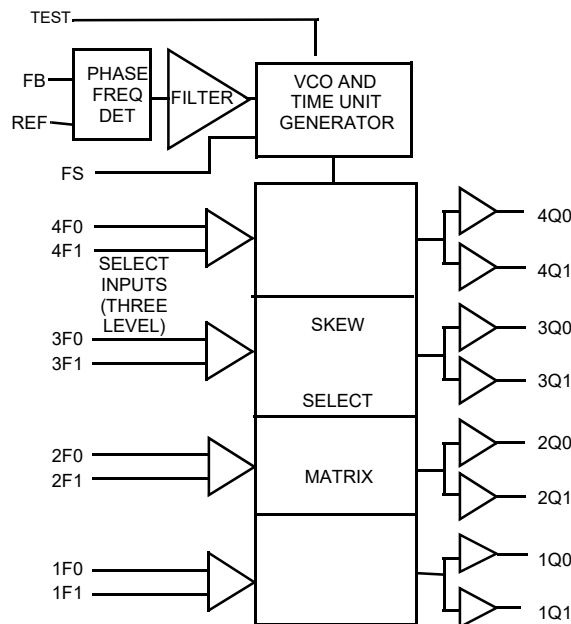 TEST
FB
REF
PHASE
FREQ
DET
FILTER
VCO AND
TIME UNIT
GENERATOR
FS
4F0
4F1
SELECT
INPUTS
(THREE
LEVEL)
3F0
3F1
2F0
2F1
1F0
1F1
SKEW
SELECT
MATRIX
4Q0
4Q1
3Q0
3Q1
2Q0
2Q1
1Q0
1Q1